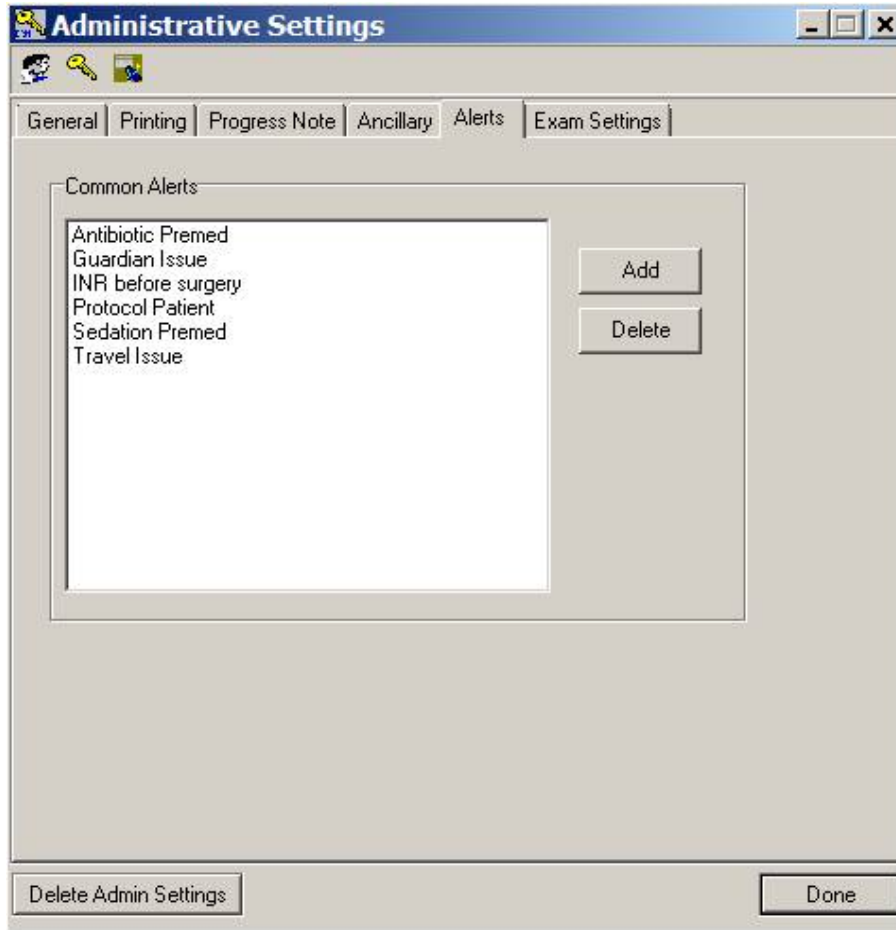 Administrative Settings
General Printing Progress Note Ancillary Alerts Exam Settings
Common Alerts
Antibiotic Premed
Guardian Issue
INR before surgery
Protocol Patient
Sedation Premed
Travel Issue
Add
Delete
Delete Admin Settings Done